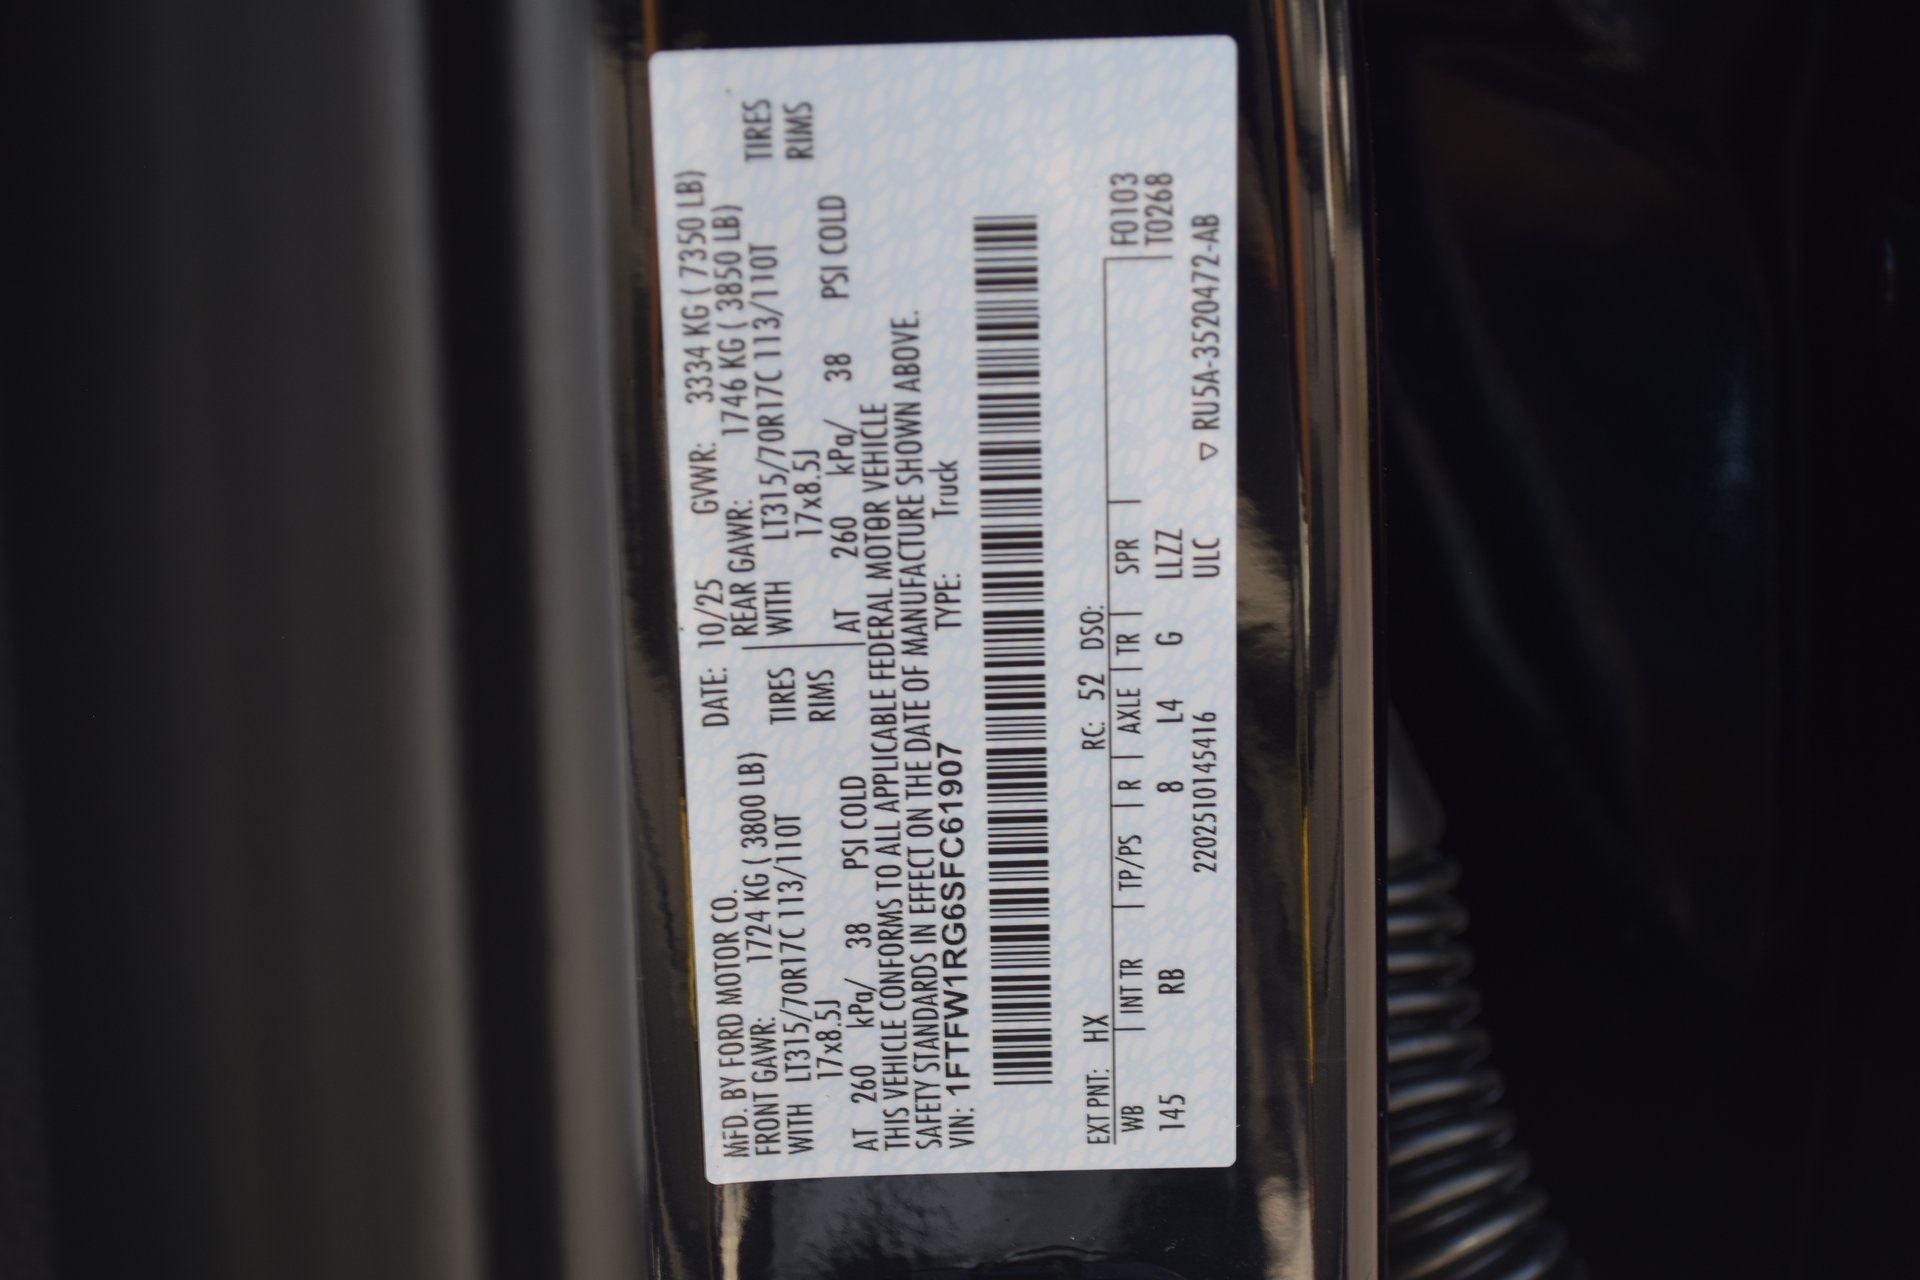 MFD. BY FORD MOTOR CO. DATE: 10/25 GVWR: 3334 KG ( 7350 LB)
FRONT GAWR: 1724 KG ( 3800 LB) REAR GAWR: 1746 KG ( 3850 LB)
WITH LT315/70R17C 113/110T TIRES WITH LT315/70R17C 113/110T TIRES
17x8.5J RIMS 17x8.5J RIMS
AT 260 kPa/ 38 PSI COLD AT 260 kPa/ 38 PSI COLD
THIS VEHICLE CONFORMS TO ALL APPLICABLE FEDERAL MOTOR VEHICLE
SAFETY STANDARDS IN EFFECT ON THE DATE OF MANUFACTURE SHOWN ABOVE.
VIN: 1FTFW1RG6SFC61907 TYPE: Truck
EXT PNT: HX RC: 52 DSO:
WB | INT TR | TP/PS | R | AXLE | TR | SPR | F0103
145 RB 8 L4 G LLZZ T0268
ULC
2202510145416 ▽ RU5A-3520472-AB